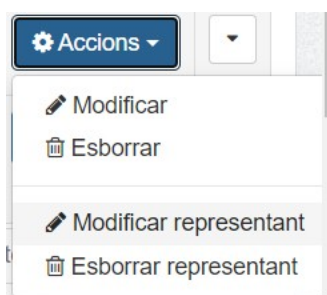 Accions
Modificar
Esborrar
Modificar representant
Esborrar representant